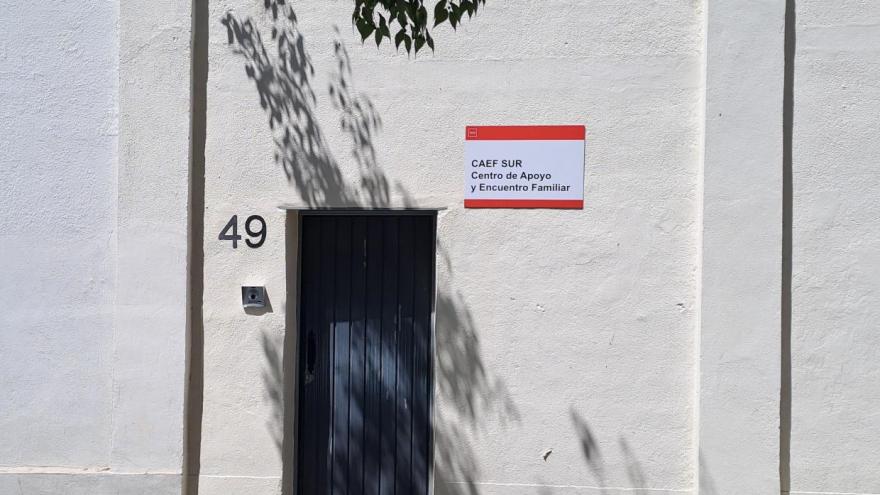 CAEF SUR
Centro de Apoyo
y Encuentro Familiar
49